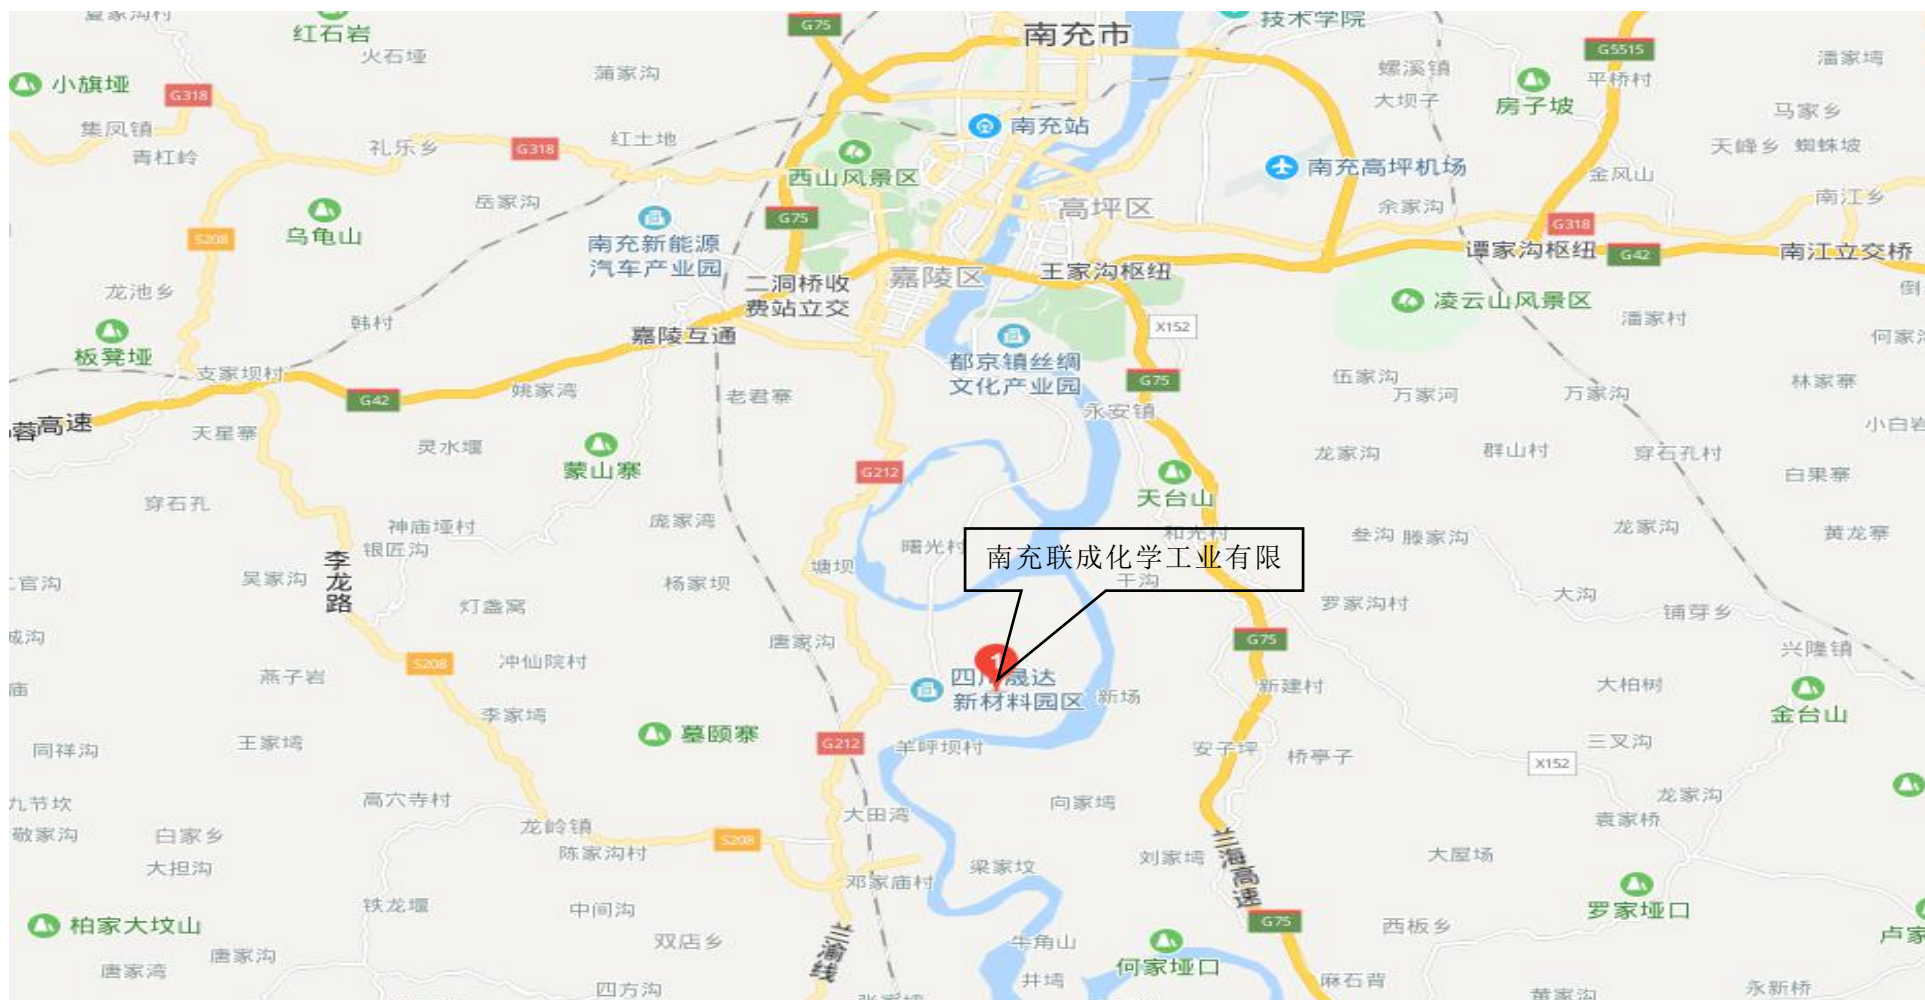 红石岩
G75
南充市
技术学院
G5515
火石垭
蒲家沟
螺溪镇
平桥村
潘家塆
小旗垭
G318
大坝子
房子坡
马家乡
集凤镇
青杠岭
礼乐乡
G318
红土地
南充站
天峰乡
蜘蛛坡
西山风景区
南充高坪机场
金凤山
南江乡
岳家沟
乌龟山
S208
南充新能源
汽车产业园
G75
高坪区
余家沟
G318
谭家沟枢纽
G42
南江立交桥
龙池乡
二洞桥收
费站立交
嘉陵区
王家沟枢纽
凌云山风景区
韩村
板凳垭
嘉陵互通
X152
潘家村
都京镇丝绸
文化产业园
支家坝村
G42
姚家湾
老君寨
G75
伍家沟
万家河
万家沟
林家寨
蓉高速
天星寨
灵水堰
永安镇
小白岩
蒙山寨
G212
天台山
龙家沟
群山村
穿石孔村
白果寨
穿石孔
神庙垭村
庞家湾
银匠沟
曙光村
和光村
叁沟
滕家沟
龙家沟
黄龙寨
南充联成化学工业有限
李龙路
吴家沟
塘坝
杨家坝
干沟
官沟
灯盏窝
罗家沟村
大沟
铺芽乡
唐家沟
G75
兴隆镇
S208
冲仙院村
燕子岩
1
四川晟达
新材料园区
新场
新建村
大柏树
金台山
李家塆
墓颐寨
G212
羊呼坝村
安子坪
桥亭子
三叉沟
王家塆
同祥沟
X152
九节坎
高穴寺村
大田湾
向家塆
龙家沟
敬家沟
白家乡
龙岭镇
S208
袁家桥
大担沟
陈家沟村
梁家坟
刘家塆
兰海高速
大屋场
邓家庙村
罗家垭口
柏家大坟山
铁龙堰
中间沟
G75
西板乡
卢家
双店乡
兰渝线
牛角山
何家垭口
唐家沟
唐家湾
四方沟
井塆
麻石背
黄家沟
永新桥